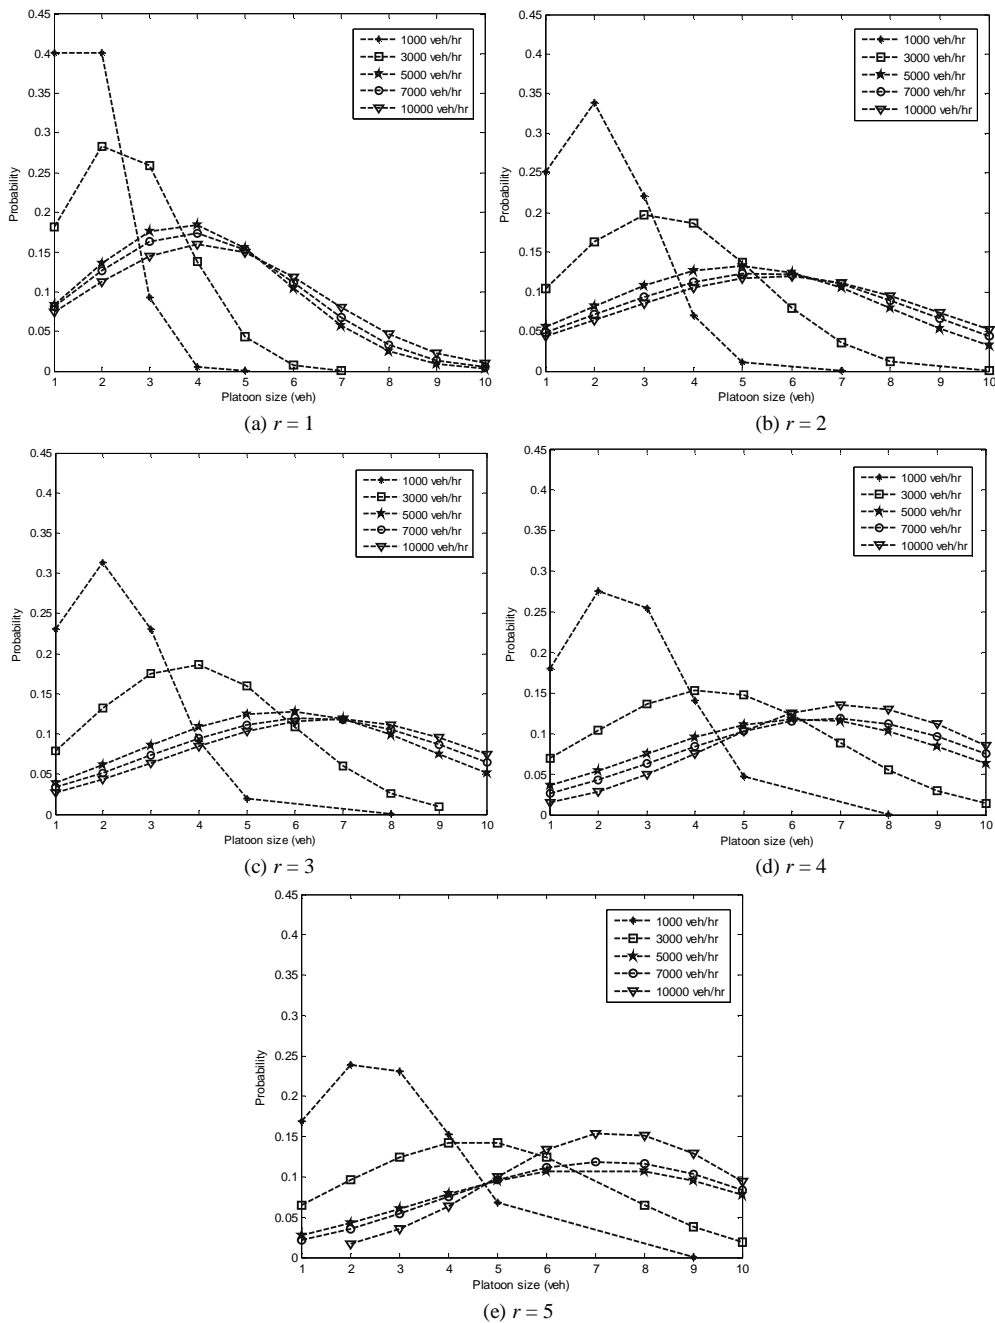 0.45
0.4
0.35
0.3
0.25
0.2
0.15
0.1
0.05
0
Probability
1 2 3 4 5 6 7 8 9 10
Platoon size (veh)
1000 veh/hr
3000 veh/hr
5000 veh/hr
7000 veh/hr
10000 veh/hr
(a) r = 1
0.45
0.4
0.35
0.3
0.25
0.2
0.15
0.1
0.05
0
Probability
1 2 3 4 5 6 7 8 9 10
Platoon size (veh)
1000 veh/hr
3000 veh/hr
5000 veh/hr
7000 veh/hr
10000 veh/hr
(b) r = 2
0.45
0.4
0.35
0.3
0.25
0.2
0.15
0.1
0.05
0
Probability
1 2 3 4 5 6 7 8 9 10
Platoon size (veh)
1000 veh/hr
3000 veh/hr
5000 veh/hr
7000 veh/hr
10000 veh/hr
(c) r = 3
0.45
0.4
0.35
0.3
0.25
0.2
0.15
0.1
0.05
0
Probability
1 2 3 4 5 6 7 8 9 10
Platoon size (veh)
1000 veh/hr
3000 veh/hr
5000 veh/hr
7000 veh/hr
10000 veh/hr
(d) r = 4
0.45
0.4
0.35
0.3
0.25
0.2
0.15
0.1
0.05
0
Probability
1 2 3 4 5 6 7 8 9 10
Platoon size (veh)
1000 veh/hr
3000 veh/hr
5000 veh/hr
7000 veh/hr
10000 veh/hr
(e) r = 5